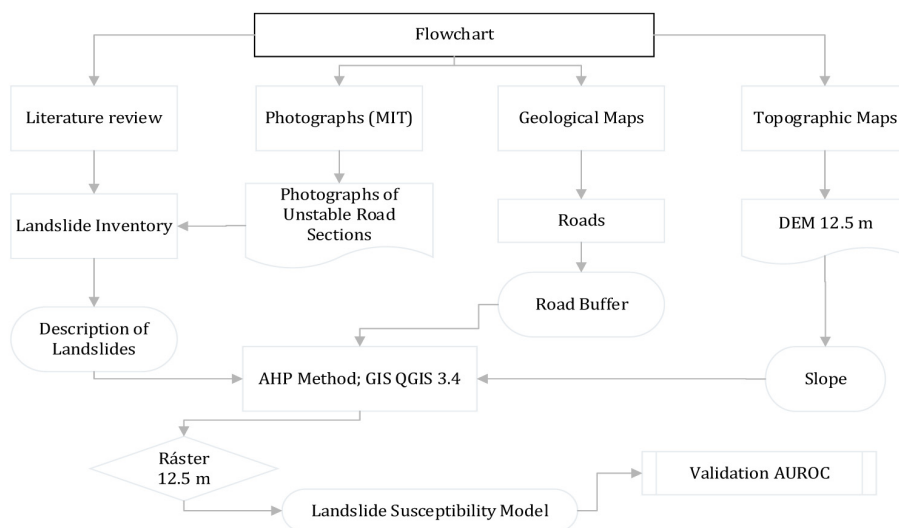 Flowchart
Literature review
Photographs (MIT)
Geological Maps
Topographic Maps
Landslide Inventory
Photographs of
Unstable Road
Sections
Roads
DEM 12.5 m
Description of
Landslides
Road Buffer
AHP Method; GIS QGIS 3.4
Slope
Ráster
12.5 m
Landslide Susceptibility Model
Validation AUROC